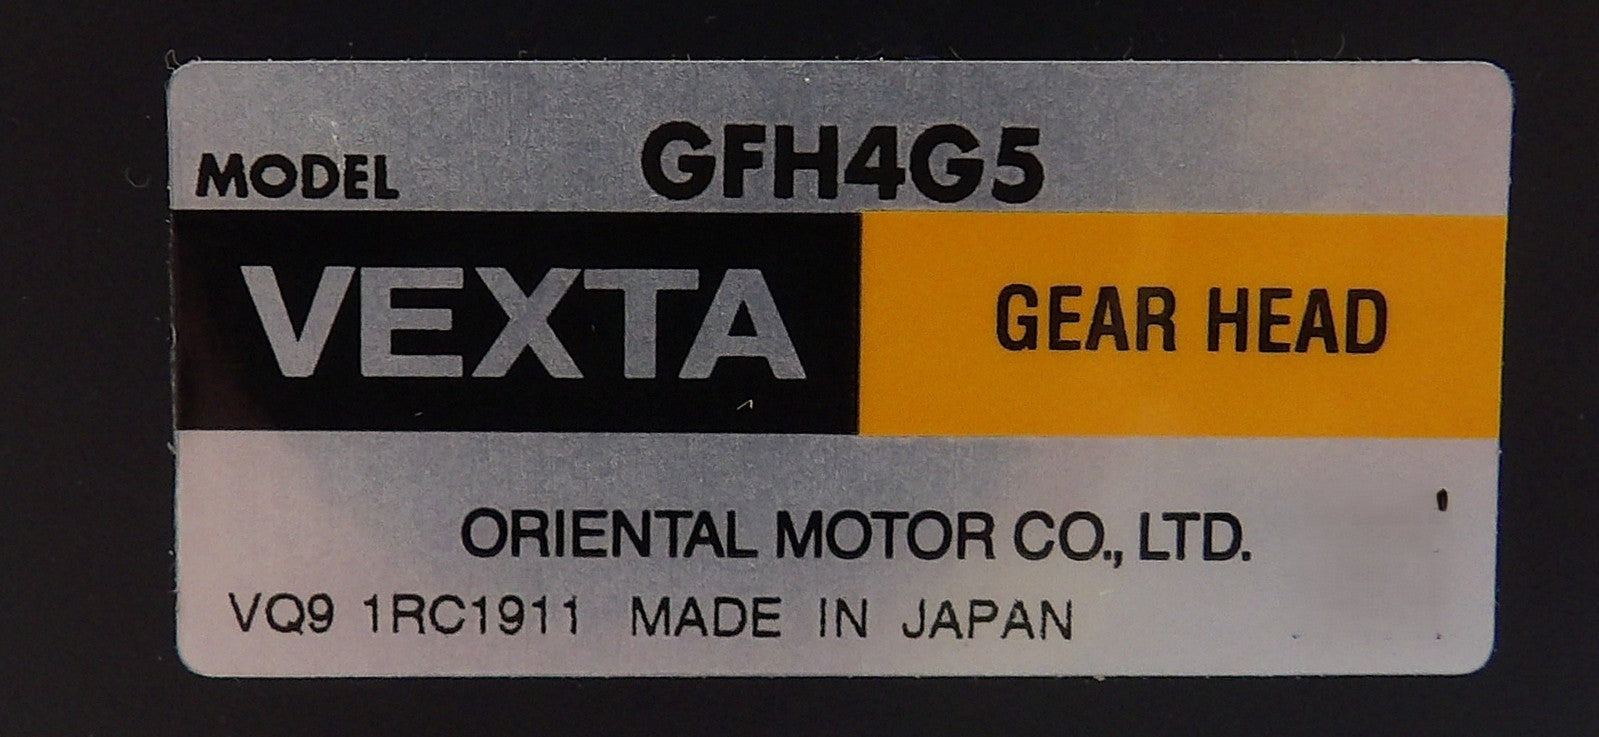 MODEL GFH4G5
VEXTA GEAR HEAD
ORIENTAL MOTOR CO., LTD.
VQ9 1RC1911 MADE IN JAPAN